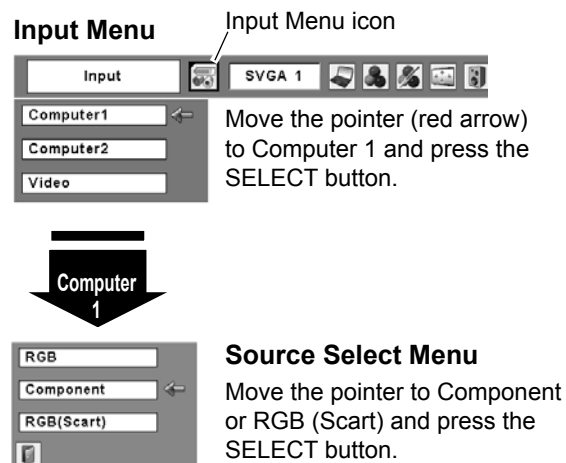 Input Menu
Input Menu icon
Input
SVGA 1
Computer1
Computer2
Video
Move the pointer (red arrow)
to Computer 1 and press the
SELECT button.
Computer
1
RGB
Component
RGB(Scart)
Source Select Menu
Move the pointer to Component
or RGB (Scart) and press the
SELECT button.